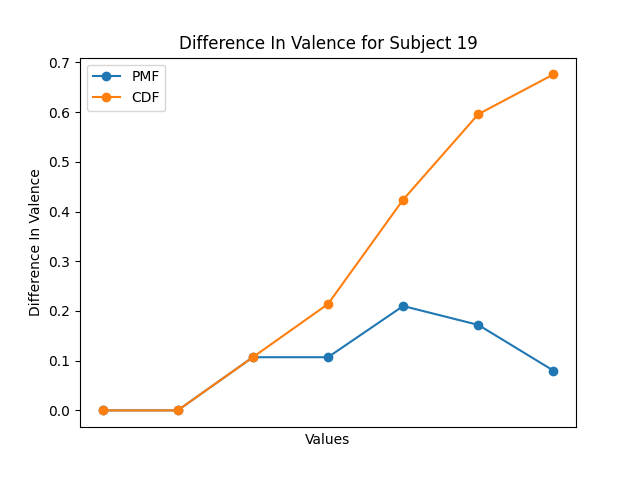 Difference In Valence for Subject 19
PMF
CDF
0.7
0.6
0.5
0.4
0.3
0.2
0.1
0.0
Difference In Valence
Values